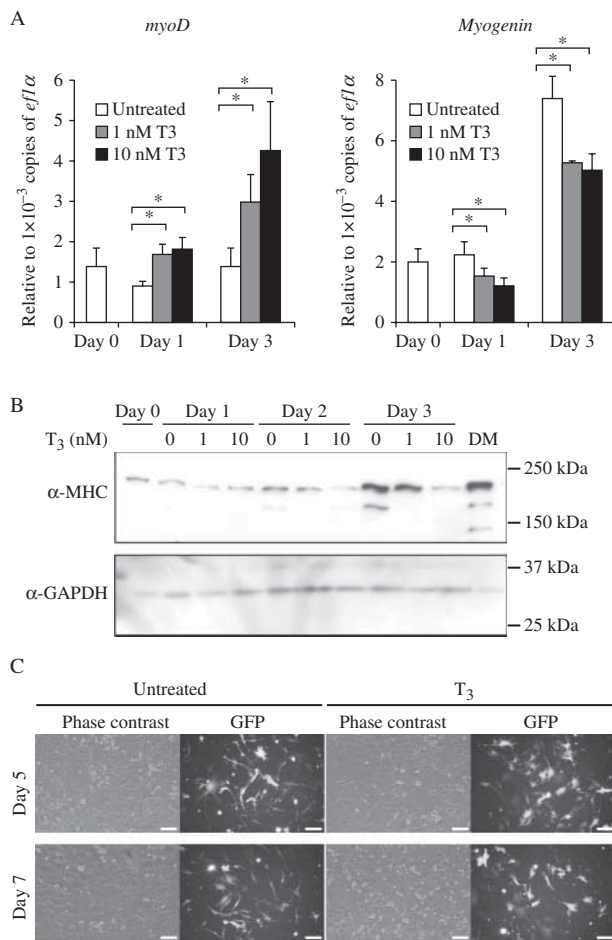 A
myoD
Relative to 1×10⁻³ copies of ef1α
6
5
4
3
2
1
0
Untreated
1 nM T3
10 nM T3
*
*
*
*
Day 0 Day 1 Day 3
Myogenin
Relative to 1×10⁻³ copies of ef1α
8
6
4
2
0
Untreated
1 nM T3
10 nM T3
*
*
*
*
Day 0 Day 1 Day 3
B
Day 0 Day 1 Day 2 Day 3
T₃ (nM) 0 1 10 0 1 10 0 1 10 DM
α-MHC
250 kDa
150 kDa
α-GAPDH
37 kDa
25 kDa
C
Untreated T₃
Phase contrast GFP Phase contrast GFP
Day 5
Day 7